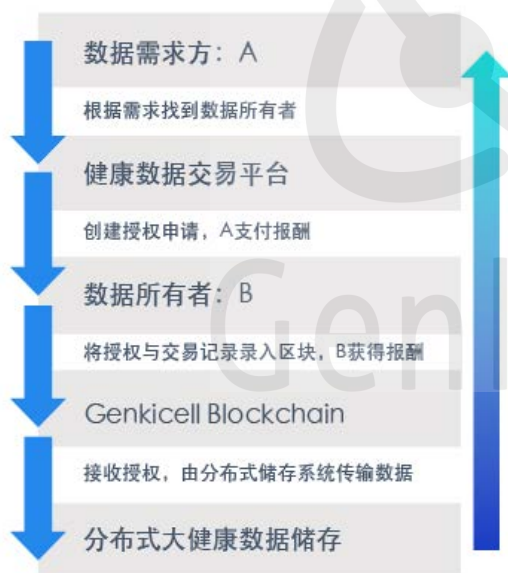 数据需求方：A
根据需求找到数据所有者
健康数据交易平台
创建授权申请，A支付报酬
数据所有者：B
将授权与交易记录录入区块，B获得报酬
Genkicell Blockchain
接收授权，由分布式储存系统传输数据
分布式大健康数据储存